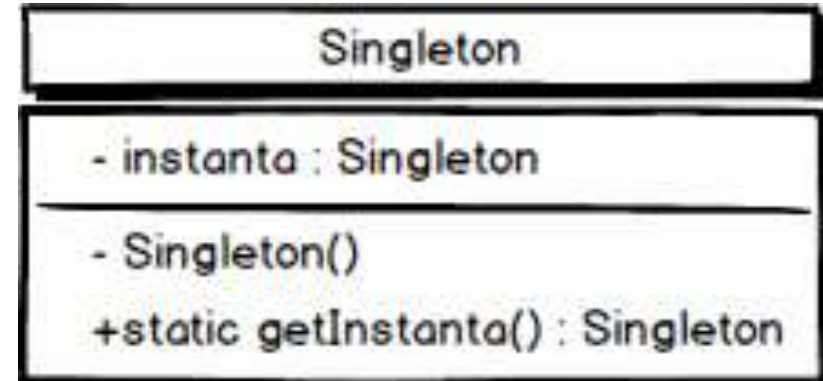 Singleton
- instanta : Singleton
- Singleton()
+static getInstanta() : Singleton